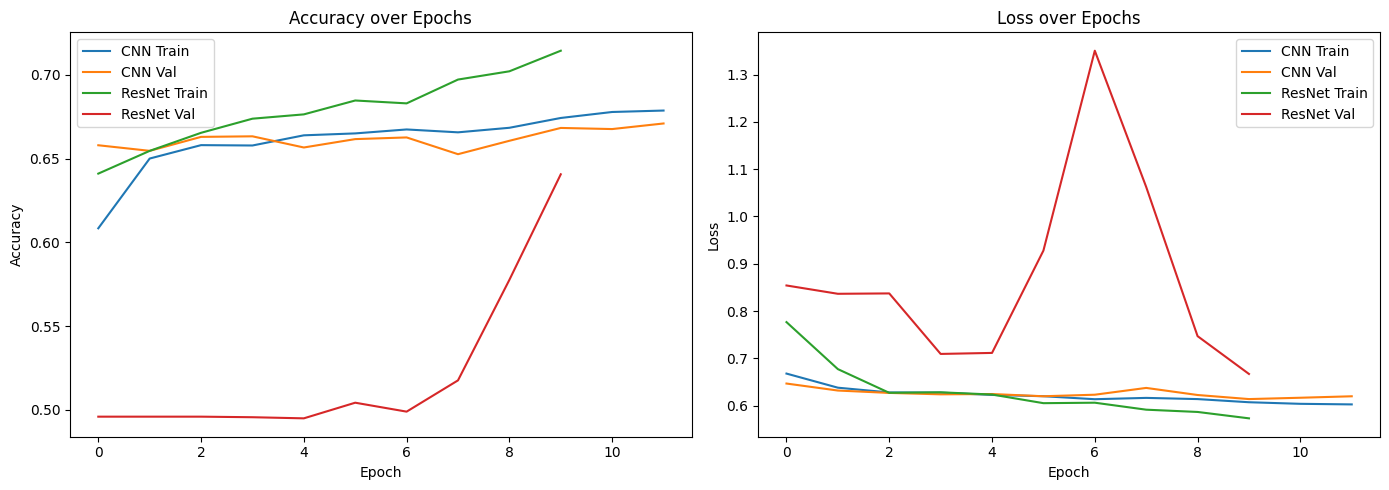 Accuracy over Epochs
CNN Train
CNN Val
ResNet Train
ResNet Val
0.70
0.65
0.60
0.55
0.50
Accuracy
0 2 4 6 8 10
Epoch
Loss over Epochs
CNN Train
CNN Val
ResNet Train
ResNet Val
1.3
1.2
1.1
1.0
0.9
0.8
0.7
0.6
Loss
0 2 4 6 8 10
Epoch